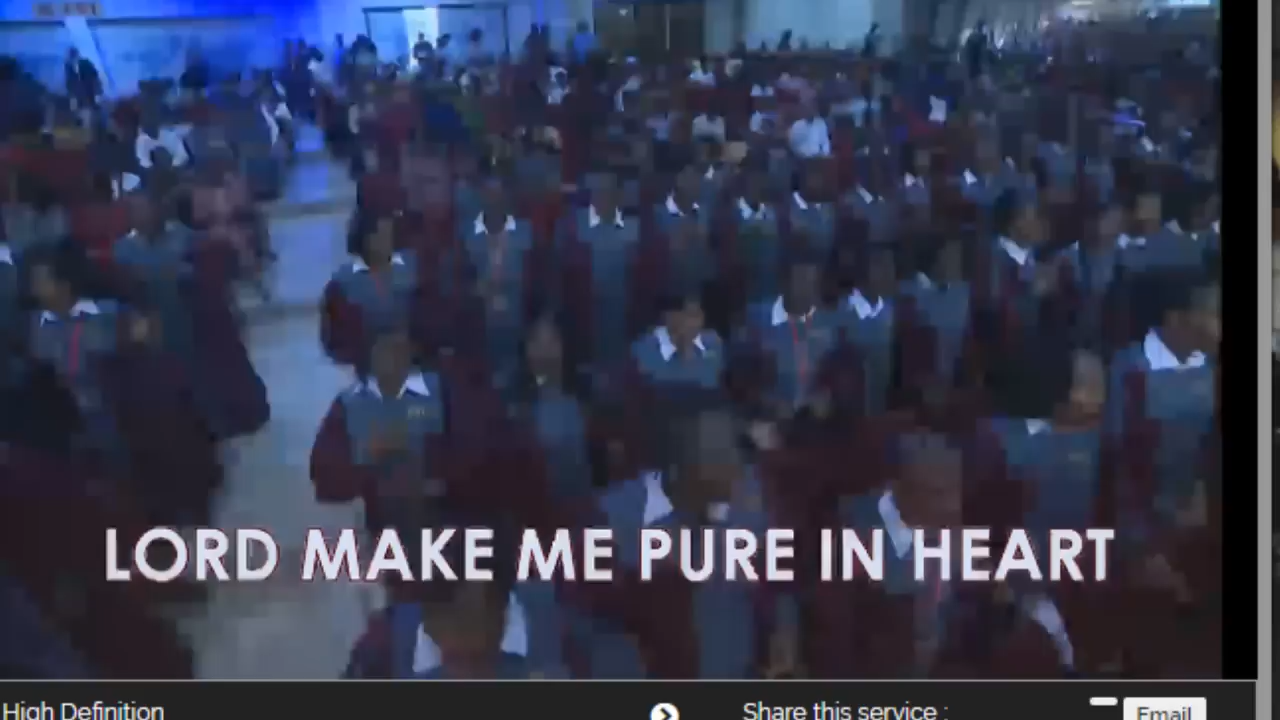 LORD MAKE ME PURE IN HEART
High Definition
Share this service :
Email